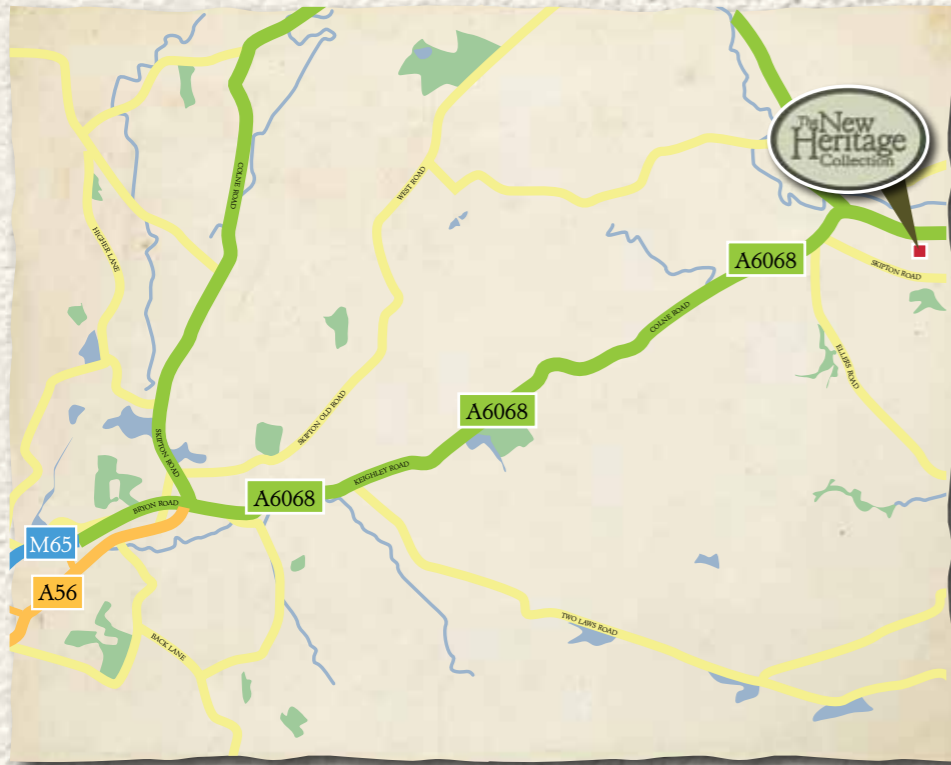 The New
Heritage
Collection
COLNE ROAD
WEST ROAD
HIGHER LANE
A6068
SKIPTON ROAD
COLNE ROAD
ELLERS ROAD
A6068
SKIPTON OLD ROAD
SKIPTON ROAD
KEIGHLEY ROAD
A6068
BRYON ROAD
M65
A56
TWO LAWS ROAD
BACK LANE